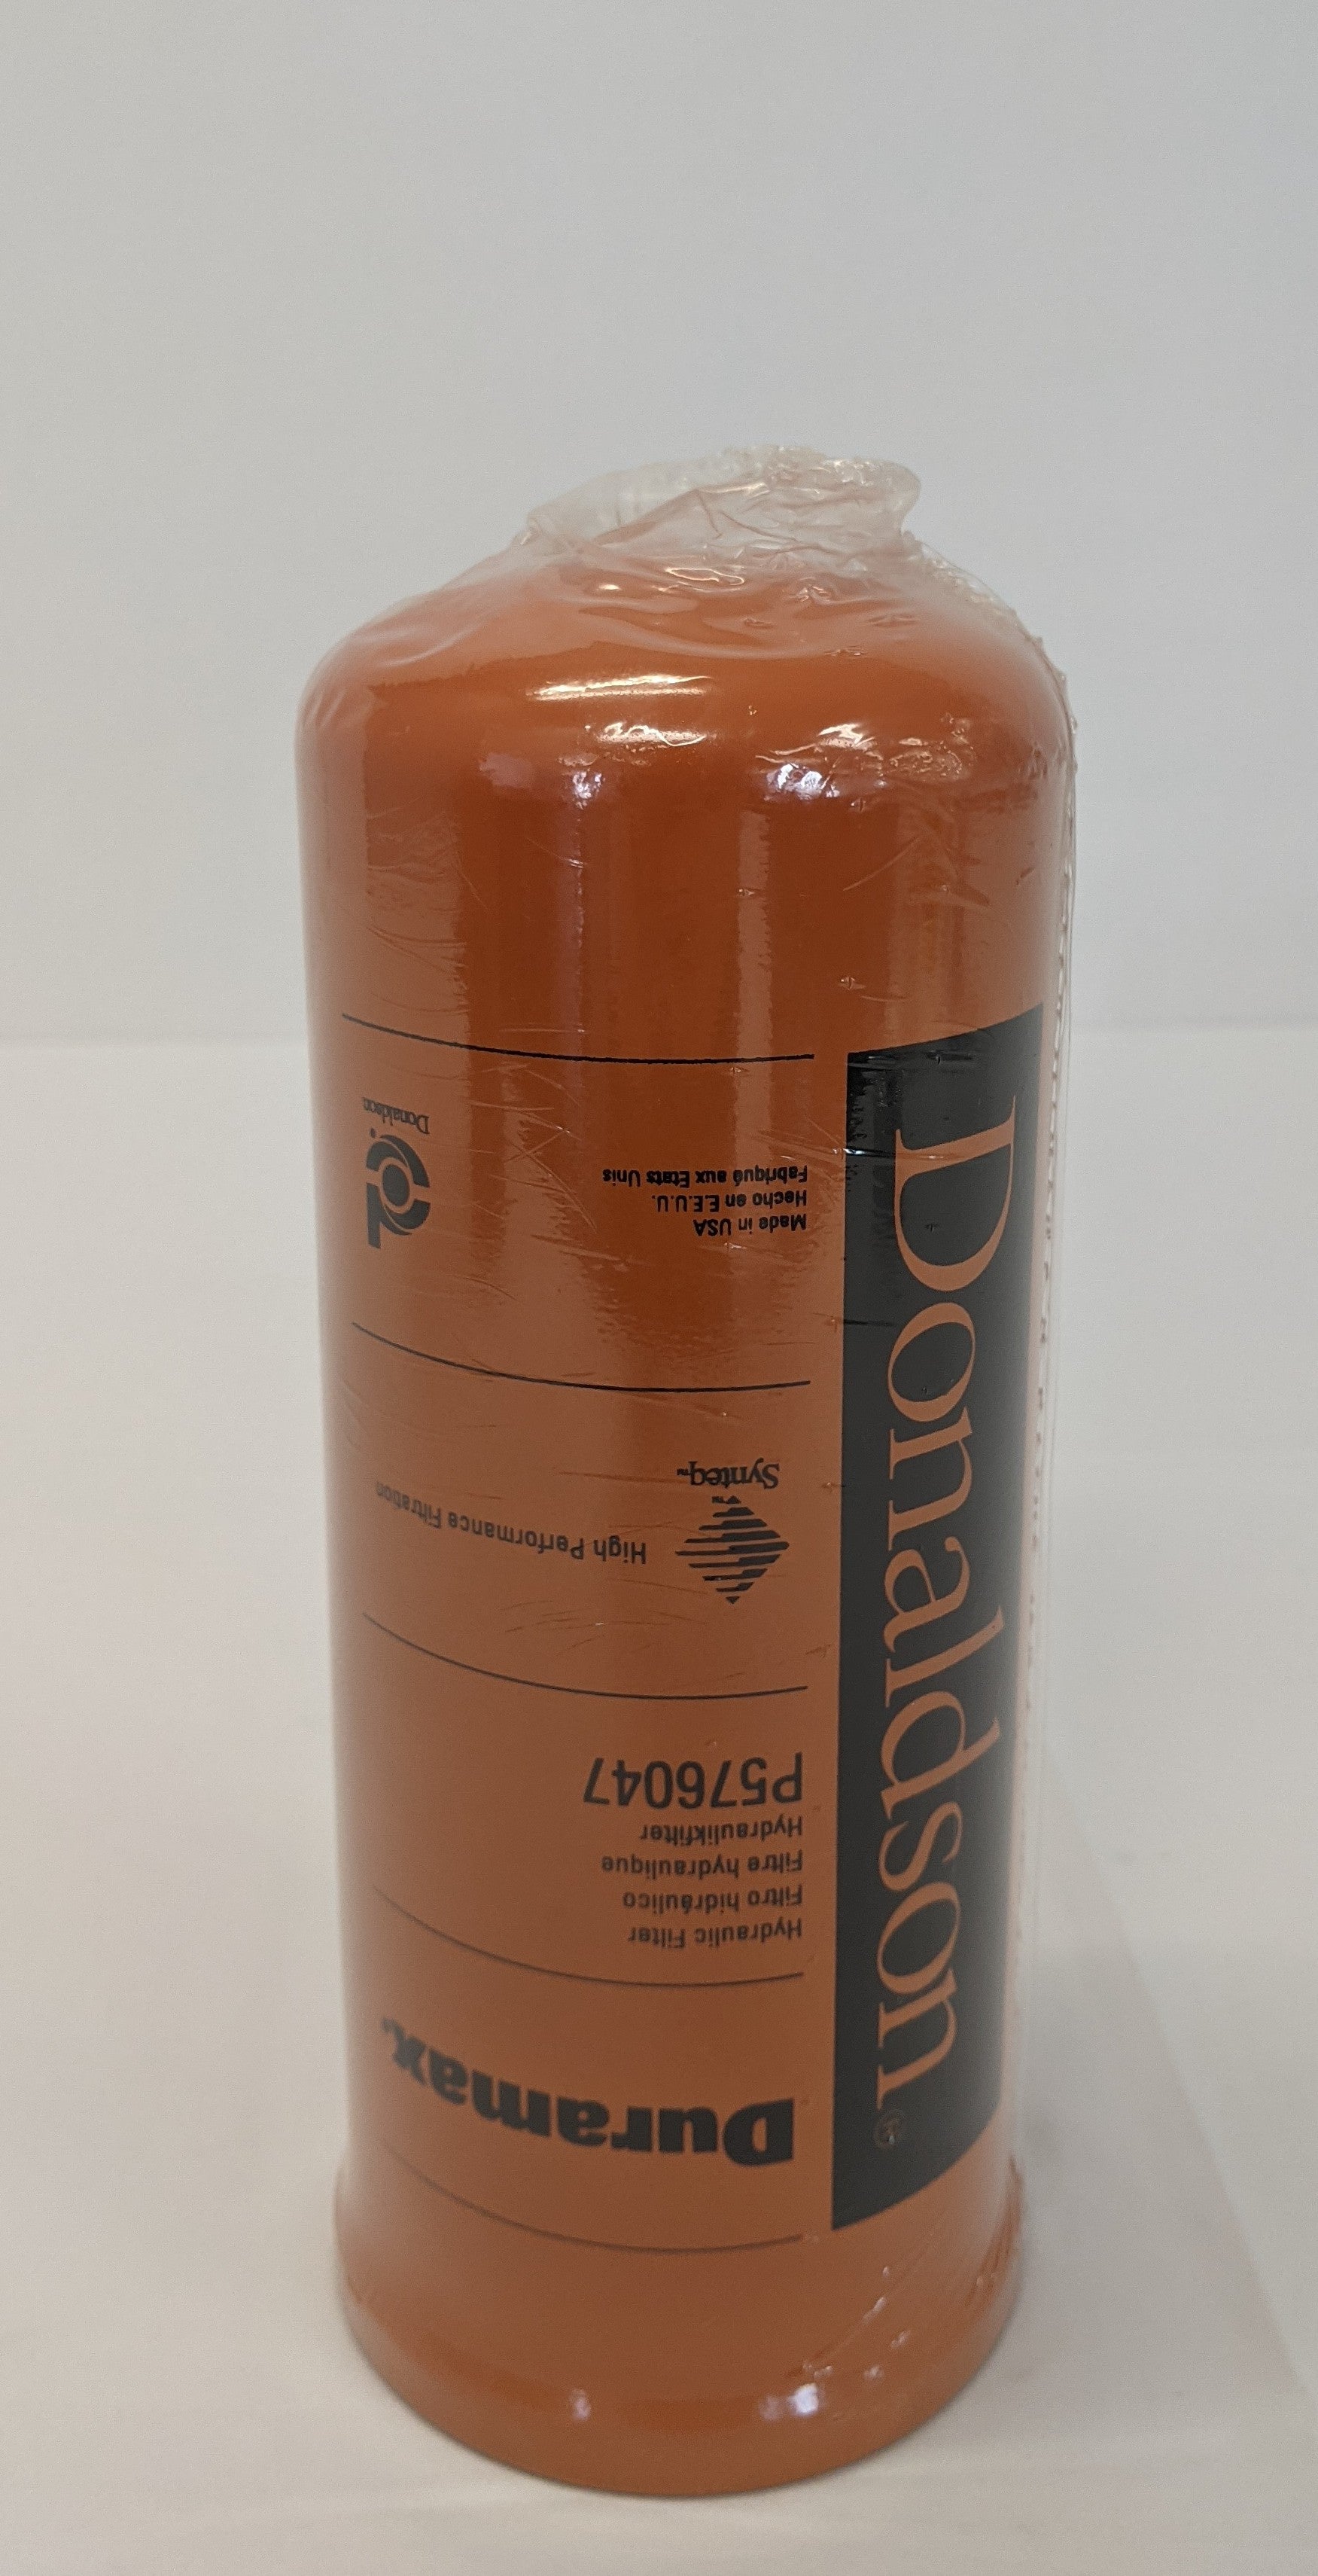 Duramax.
Hydraulic Filter
Filtro hidráulico
Filtre hydraulique
Hydraulikfilter
P576047
Synteq™
High Performance Filtration
Made in USA
Hecho en E.E.U.U.
Fabriqué aux Etats Unis
Donaldson.
Donaldson®